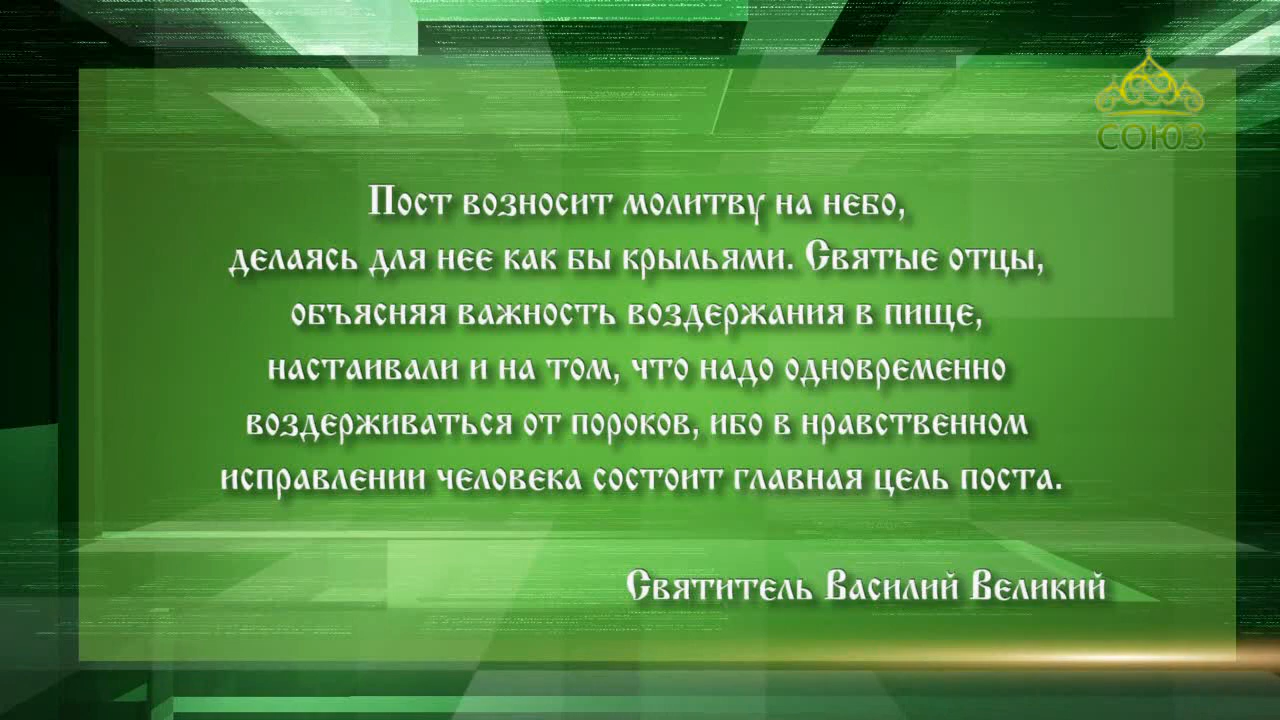 СОЮЗ
Пост возносит молитву на небо,
делаясь для нее как бы крыльями. Святые отцы,
объясняя важность воздержания в пище,
настаивали и на том, что надо одновременно
воздерживаться от пороков, ибо в нравственном
исправлении человека состоит главная цель поста.
Святитель Василий Великий